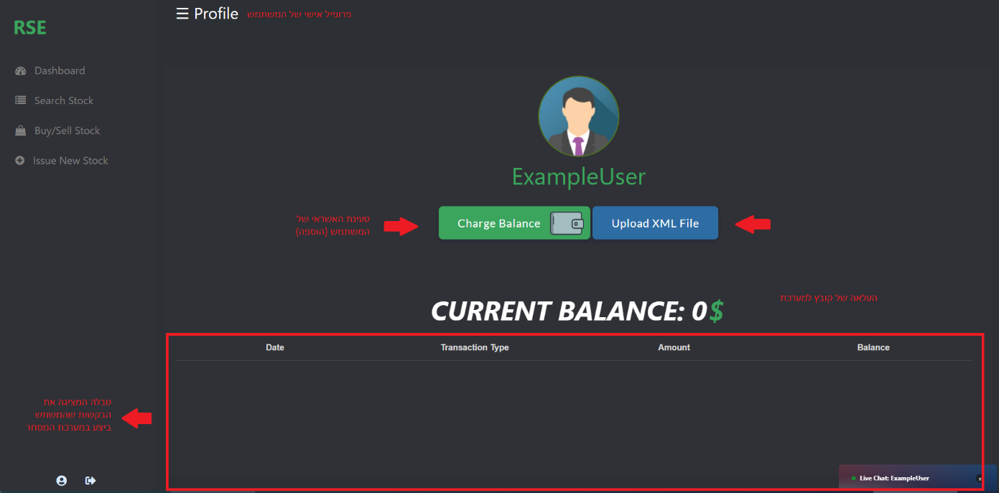 RSE
Dashboard
Search Stock
Buy/Sell Stock
Issue New Stock
☰ Profile
פרופיל אישי של המשתמש
ExampleUser
טעינת האשראי של
המשתמש (הוספה)
Charge Balance
Upload XML File
העלאה של קובץ למערכת
CURRENT BALANCE: 0$
Date Transaction Type Amount Balance
טבלה המציגה את
הבקשות שהמשתש
ביצע במערכת המסחר
Live Chat: ExampleUser
x